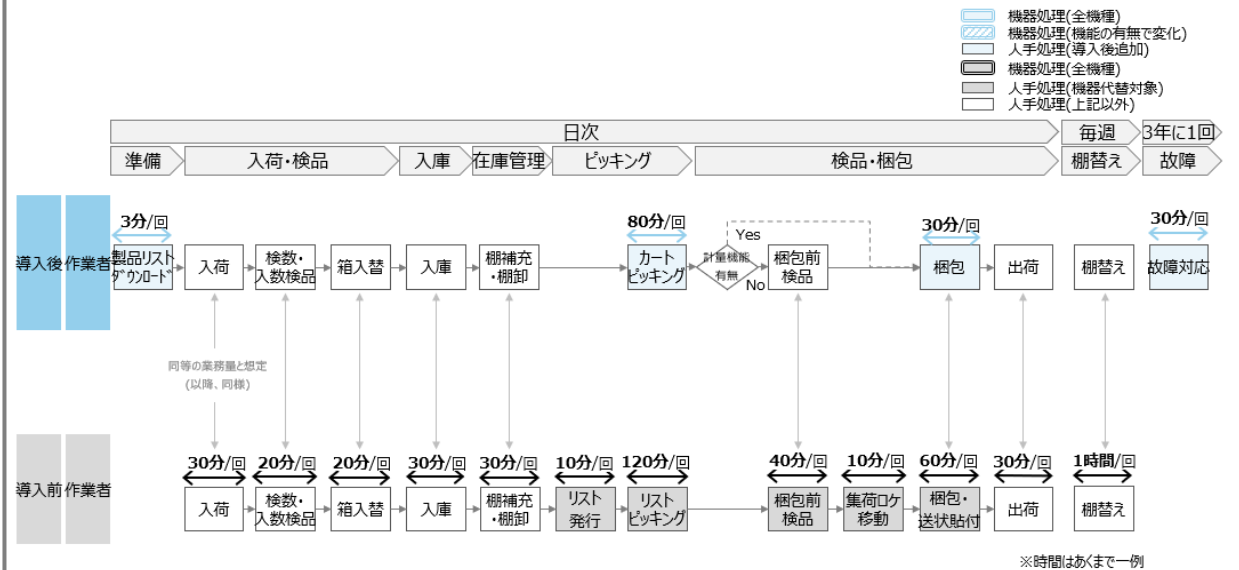 機器処理(全機種)
機器処理(機能の有無で変化)
人手処理(導入後追加)
機器処理(全機種)
人手処理(機器代替対象)
人手処理(上記以外)
日次
毎週
3年に1回
準備
入荷・検品
入庫
在庫管理
ピッキング
検品・梱包
棚替え
故障
導入後
作業者
3分/回
80分/回
30分/回
30分/回
製品リスト
ダウンロード
入荷
検数・
入数検品
箱入替
入庫
棚補充
・棚卸
カート
ピッキング
計量機能
有無
Yes
No
梱包前
検品
梱包
出荷
棚替え
故障対応
同等の業務量と想定
(以降、同様)
導入前
作業者
30分/回
20分/回
20分/回
30分/回
30分/回
10分/回
120分/回
40分/回
10分/回
60分/回
30分/回
1時間/回
入荷
検数・
入数検品
箱入替
入庫
棚補充
・棚卸
リスト
発行
リスト
ピッキング
梱包前
検品
集荷ロケ
移動
梱包・
送状貼付
出荷
棚替え
※時間はあくまで一例